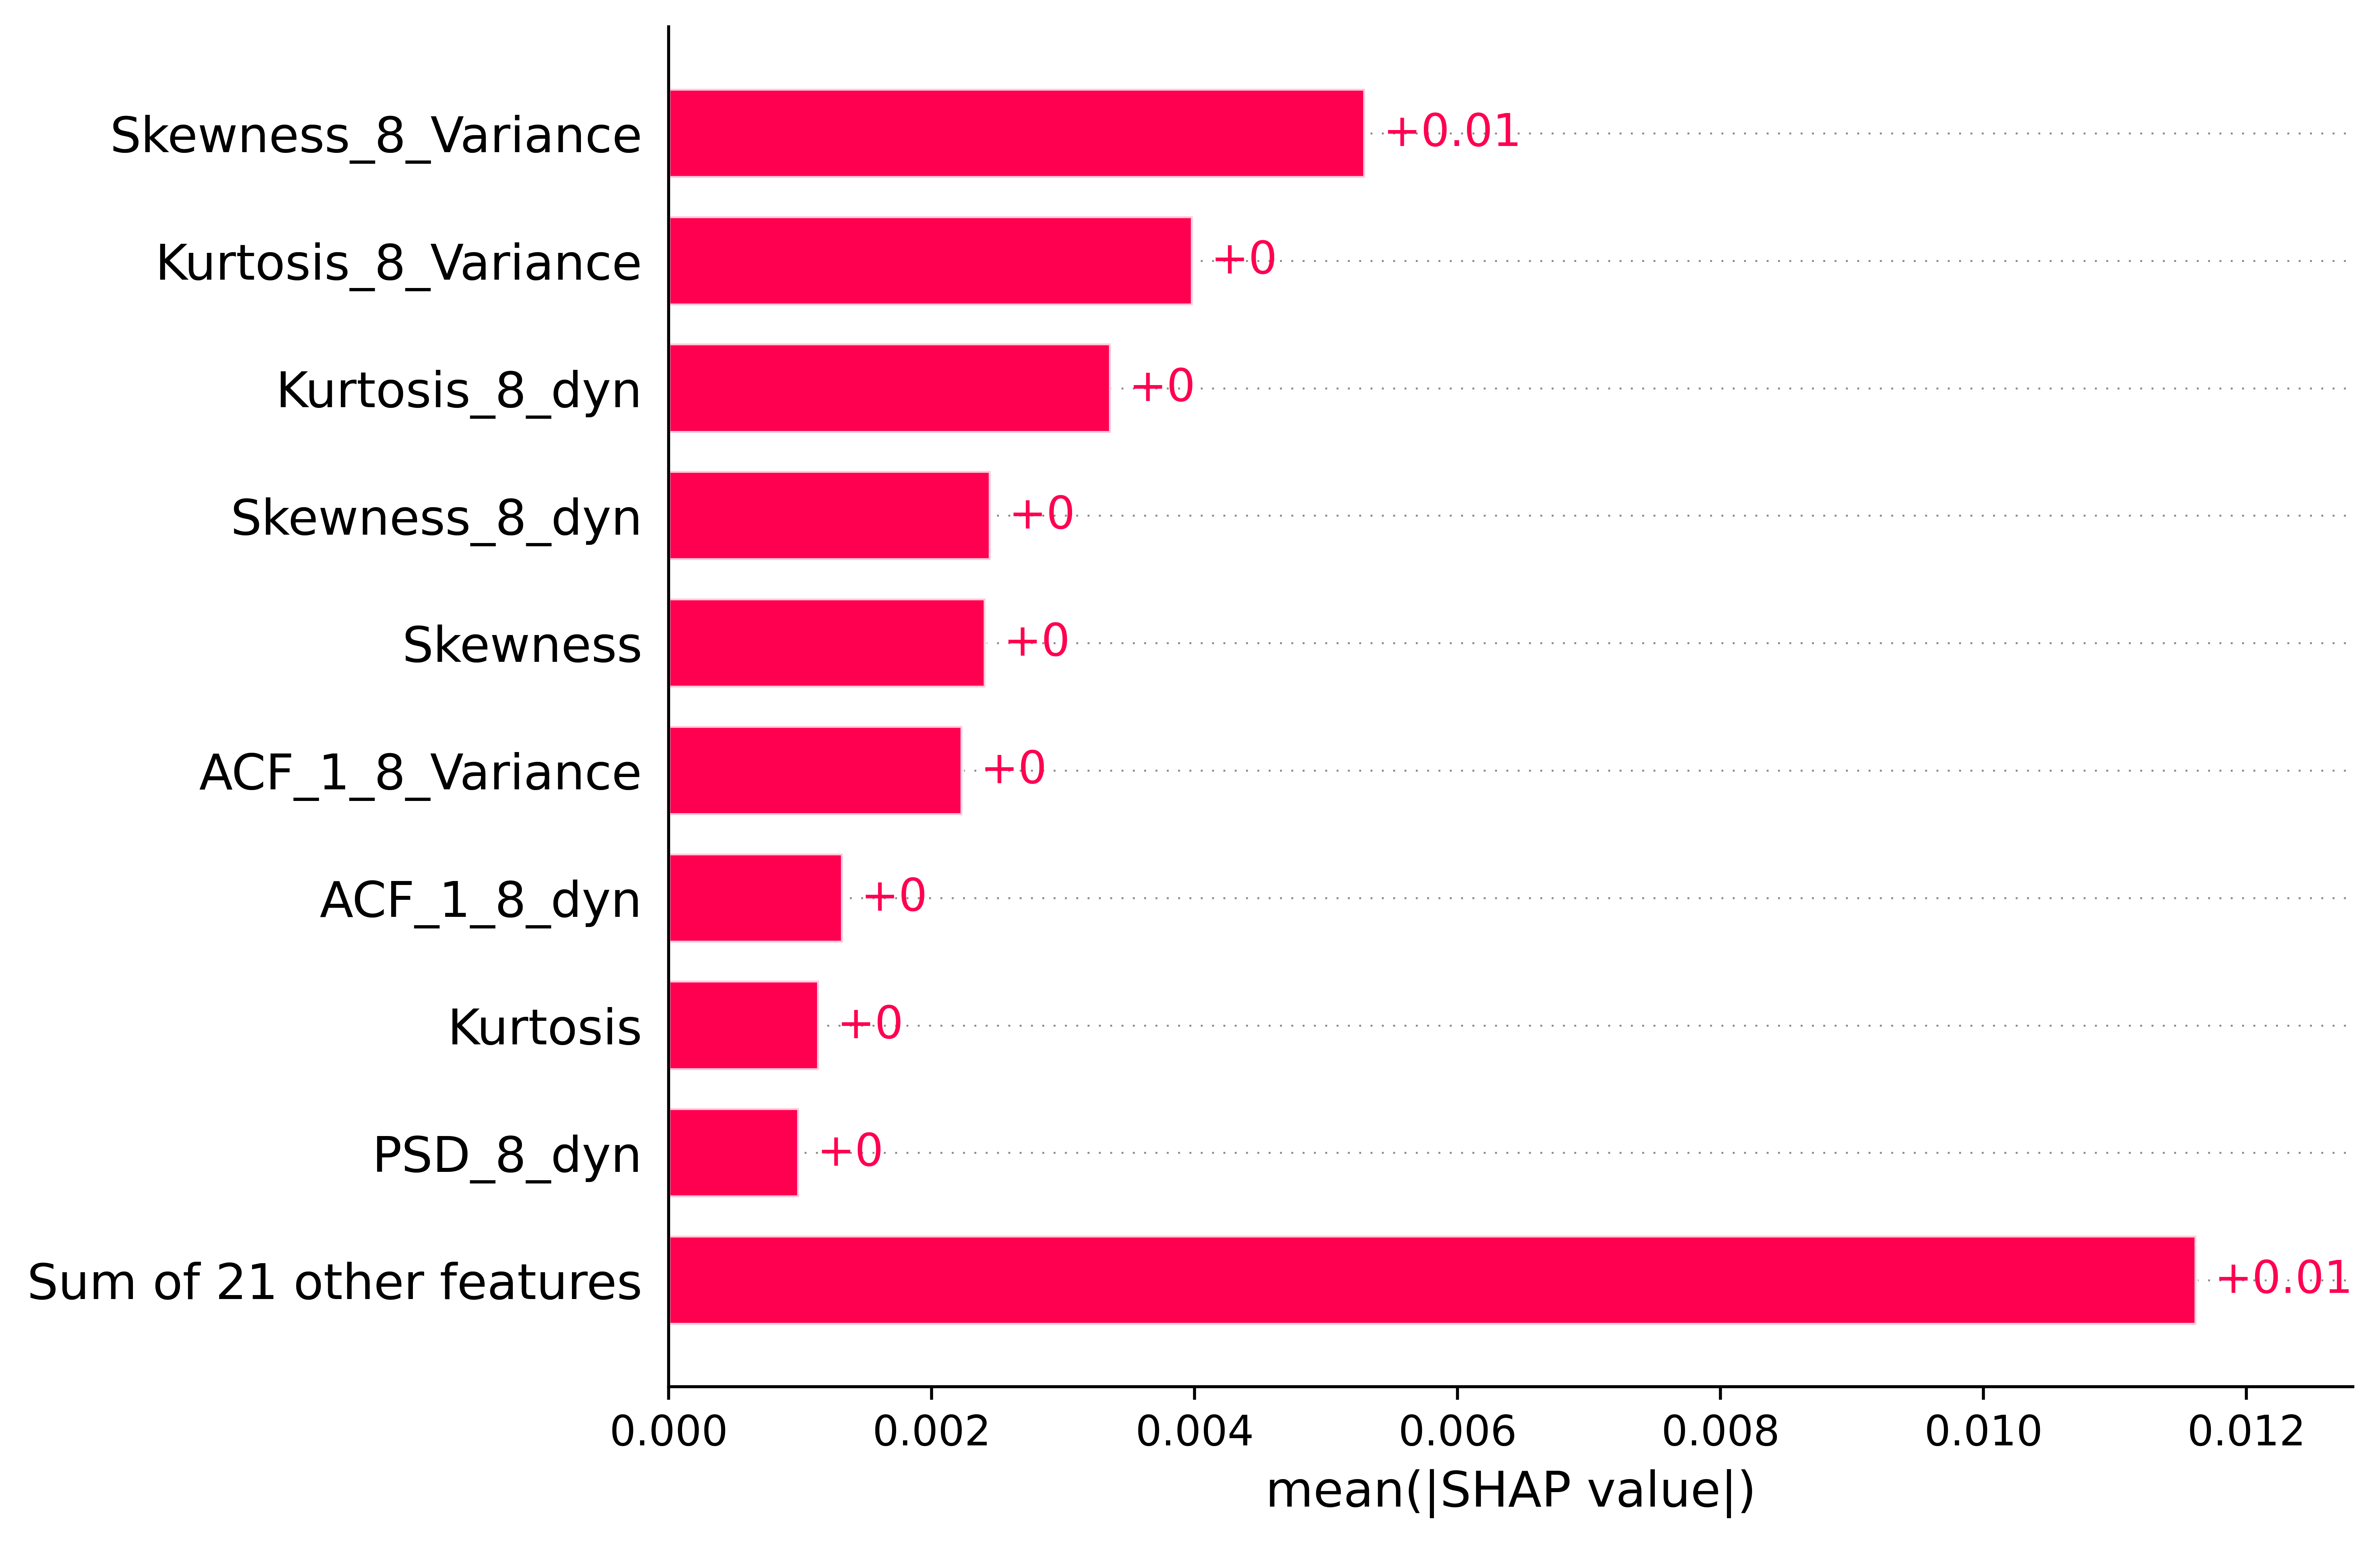 Skewness_8_Variance +0.01
Kurtosis_8_Variance +0
Kurtosis_8_dyn +0
Skewness_8_dyn +0
Skewness +0
ACF_1_8_Variance +0
ACF_1_8_dyn +0
Kurtosis +0
PSD_8_dyn +0
Sum of 21 other features +0.01
0.000 0.002 0.004 0.006 0.008 0.010 0.012
mean(|SHAP value|)